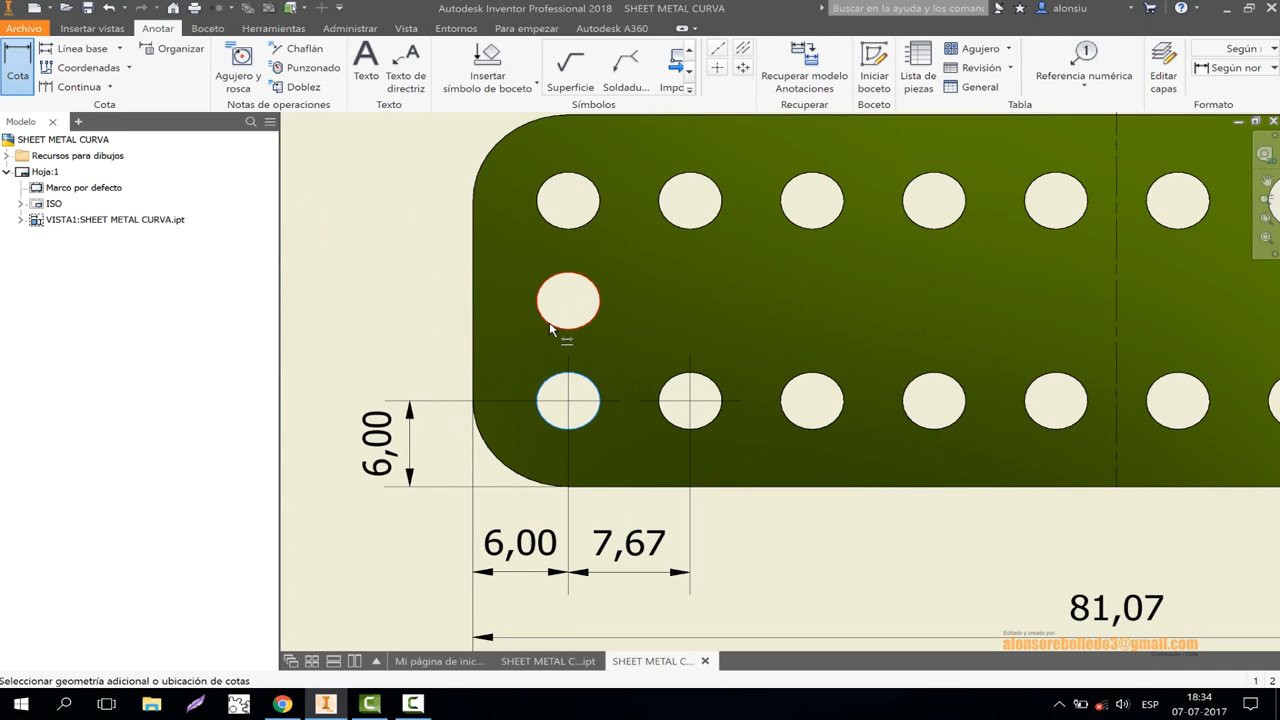 Autodesk Inventor Professional 2018   SHEET METAL CURVA
Buscar en la ayuda y los comani
alonsiu
Archivo
Insertar vistas
Anotar
Boceto
Herramientas
Administrar
Vista
Entornos
Para empezar
Autodesk A360
Cota
Línea base
Coordenadas
Continua
Organizar
Cota
Agujero y
rosca
Chaflán
Punzonado
Doblez
Notas de operaciones
Texto
Texto de
directriz
Texto
Insertar
símbolo de boceto
Superficie
Soldadu...
Impo
Símbolos
Recuperar modelo
Anotaciones
Recuperar
Iniciar
boceto
Boceto
Lista de
piezas
Agujero
Revisión
General
Referencia numérica
Tabla
Editar
capas
Según i
Según nor
Formato
Modelo
SHEET METAL CURVA
Recursos para dibujos
Hoja:1
Marco por defecto
ISO
VISTA1:SHEET METAL CURVA.ipt
6,00
6,00
7,67
81,07
Editado y creado por:
alonsorebolledo3@gmail.com
Mi página de inic...
SHEET METAL C...ipt
SHEET METAL C...
Seleccionar geometría adicional o ubicación de cotas
1
2
ESP
18:34
07-07-2017